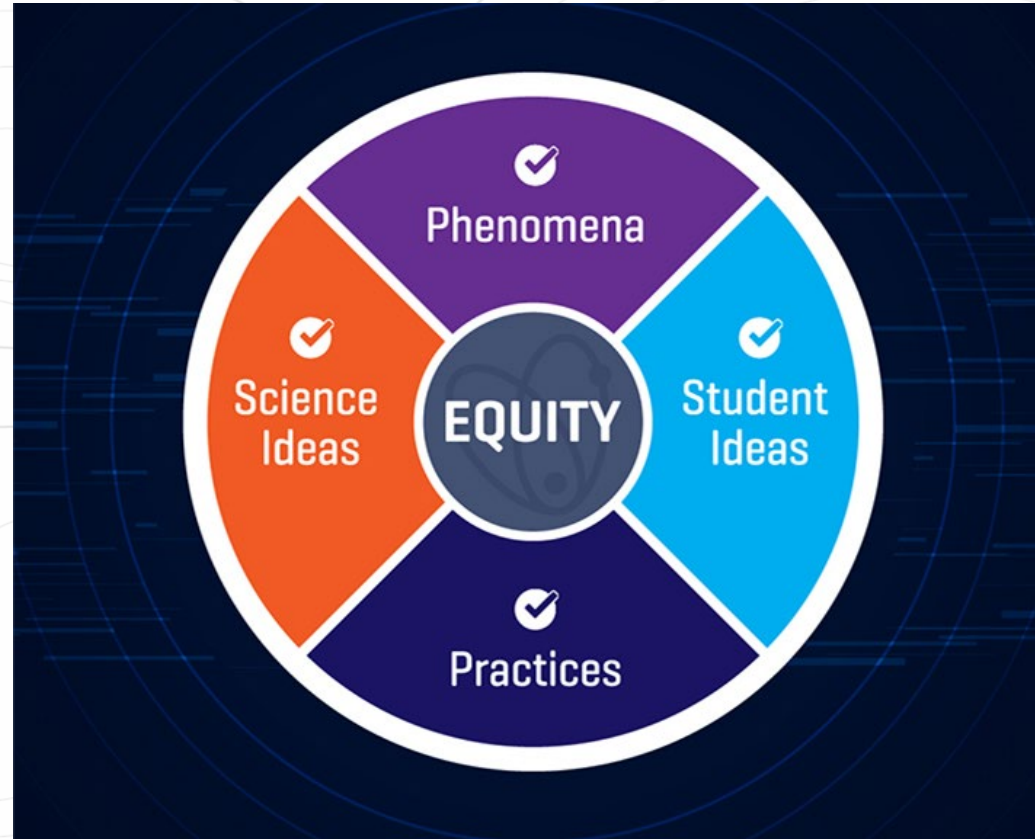 Phenomena
Science
Ideas
EQUITY
Student
Ideas
Practices